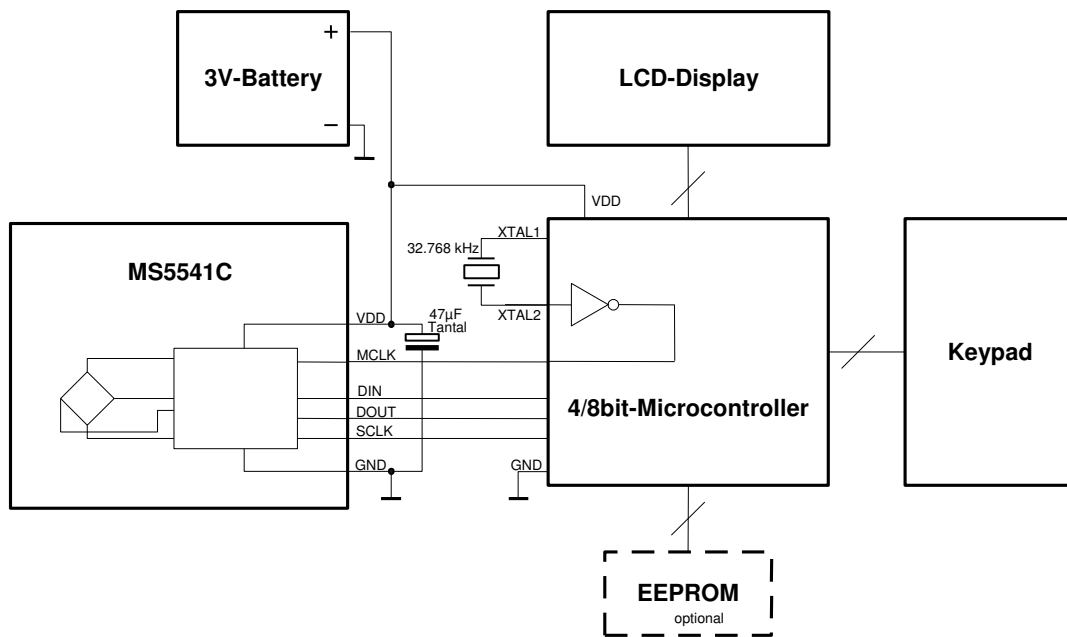 +
3V-Battery
−
LCD-Display
VDD
XTAL1
32.768 kHz
XTAL2
MS5541C
47µF
Tantal
VDD
MCLK
DIN
DOUT
SCLK
GND
4/8bit-Microcontroller
GND
Keypad
EEPROM
optional